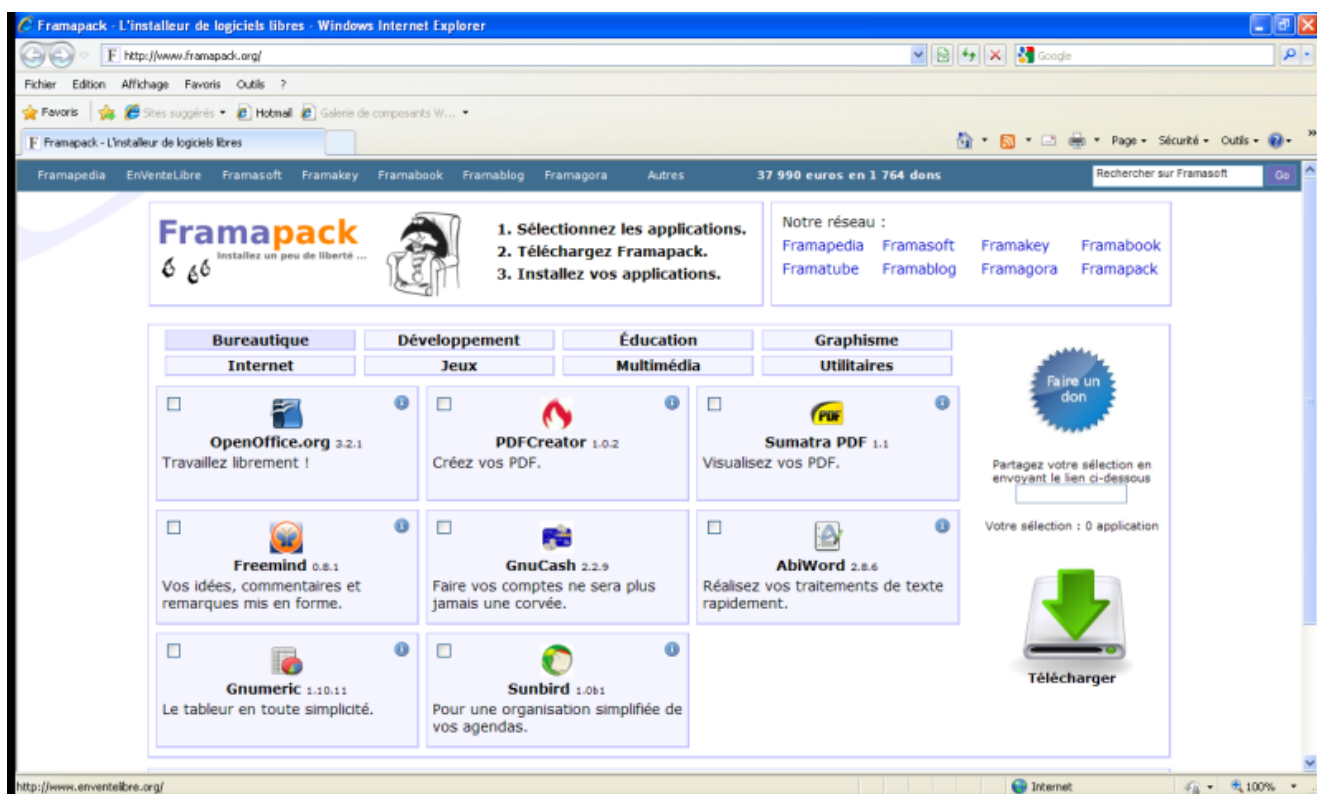 Framapack - L'installeur de logiciels libres - Windows Internet Explorer
F http://www.framapack.org/
Google
Fichier Edition Affichage Favoris Outils ?
Favoris Sites suggérés Hotmail Galerie de composants W...
F Framapack - L'installeur de logiciels libres
Page Sécurité Outils
Framapedia EnVenteLibre Framasoft Framakey Framabook Framablog Framagora Autres 37 990 euros en 1 764 dons Rechercher sur Framasoft Go
Framapack
Installez un peu de liberté ...
1. Sélectionnez les applications.
2. Téléchargez Framapack.
3. Installez vos applications.
Notre réseau :
Framapedia Framasoft Framakey Framabook
Framatube Framablog Framagora Framapack
Bureautique Développement Éducation Graphisme
Internet Jeux Multimédia Utilitaires
OpenOffice.org 3.2.1
Travaillez librement !
PDFCreator 1.0.2
Créez vos PDF.
PDF
Sumatra PDF 1.1
Visualisez vos PDF.
Freemind 0.8.1
Vos idées, commentaires et
remarques mis en forme.
GnuCash 2.2.9
Faire vos comptes ne sera plus
jamais une corvée.
AbiWord 2.8.6
Réalisez vos traitements de texte
rapidement.
Gnumeric 1.10.11
Le tableur en toute simplicité.
Sunbird 1.0b1
Pour une organisation simplifiée de
vos agendas.
Faire un
don
Partagez votre sélection en
envoyant le lien ci-dessous
Votre sélection : 0 application
Télécharger
http://www.enventelibre.org/
Internet
100%